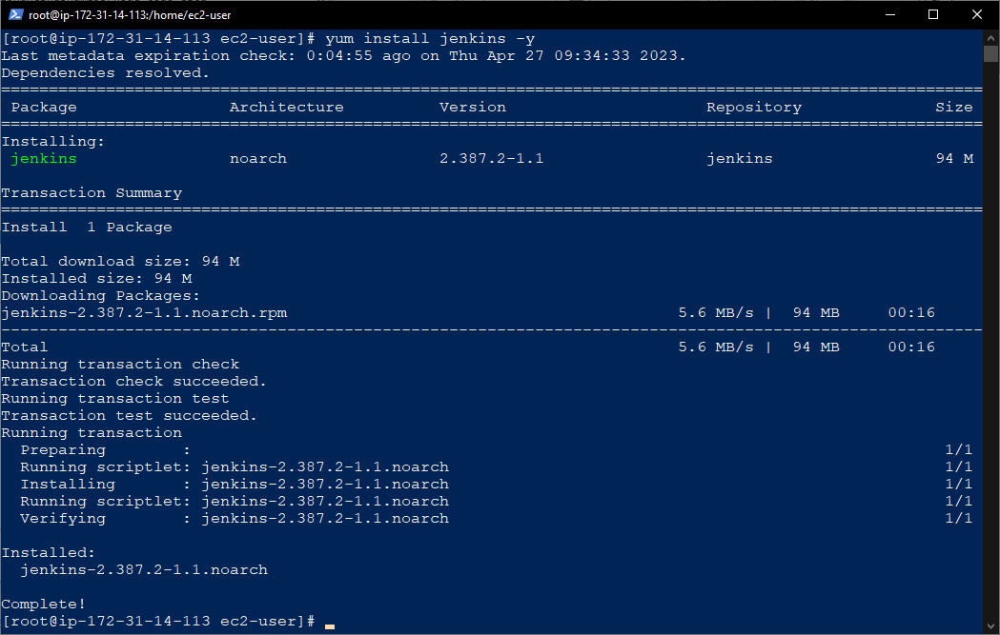 root@ip-172-31-14-113:/home/ec2-user
[root@ip-172-31-14-113 ec2-user]# yum install jenkins -y
Last metadata expiration check: 0:04:55 ago on Thu Apr 27 09:34:33 2023.
Dependencies resolved.
================================================================================
Package Architecture Version Repository Size
================================================================================
Installing:
jenkins noarch 2.387.2-1.1 jenkins 94 M
Transaction Summary
================================================================================
Install 1 Package
Total download size: 94 M
Installed size: 94 M
Downloading Packages:
jenkins-2.387.2-1.1.noarch.rpm 5.6 MB/s | 94 MB 00:16
--------------------------------------------------------------------------------
Total 5.6 MB/s | 94 MB 00:16
Running transaction check
Transaction check succeeded.
Running transaction test
Transaction test succeeded.
Running transaction
Preparing : 1/1
Running scriptlet: jenkins-2.387.2-1.1.noarch 1/1
Installing : jenkins-2.387.2-1.1.noarch 1/1
Running scriptlet: jenkins-2.387.2-1.1.noarch 1/1
Verifying : jenkins-2.387.2-1.1.noarch 1/1
Installed:
jenkins-2.387.2-1.1.noarch
Complete!
[root@ip-172-31-14-113 ec2-user]#